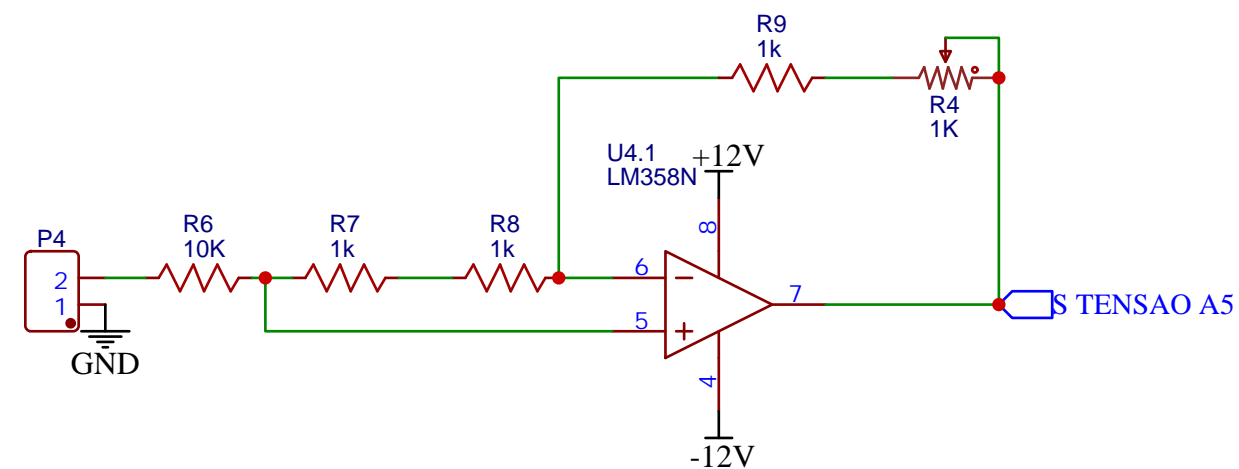 R9
1k
R4
1K
U4.1
LM358N
+12V
8
P4
2
1
GND
R6
10K
R7
1k
R8
1k
6
5
7
4
-12V
S TENSAO A5